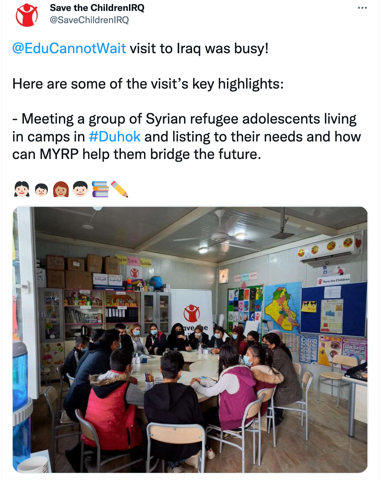 Save the ChildrenIRQ
@SaveChildrenIRQ
@EduCannotWait visit to Iraq was busy!
Here are some of the visit's key highlights:
- Meeting a group of Syrian refugee adolescents living
in camps in #Duhok and listing to their needs and how
can MYRP help them bridge the future.
Save